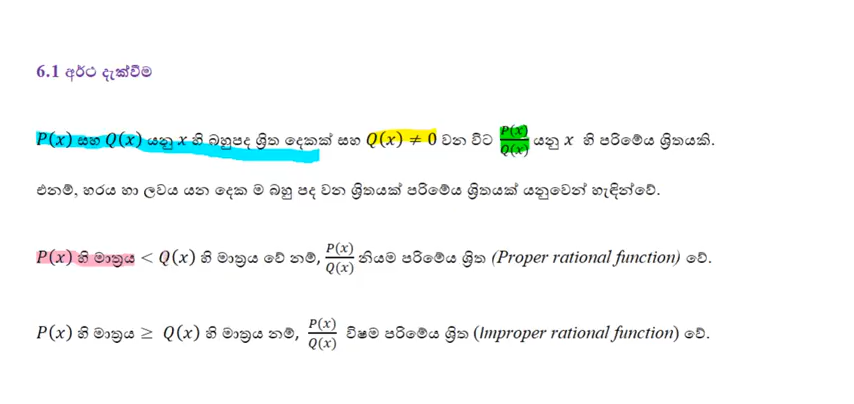 6.1 අර්ථ දැක්වීම
P(x) සහ Q(x) යනු x හි බහුපද ශ්‍රිත දෙකක් සහ Q(x) ≠ 0 වන විට P(x)/Q(x) යනු x හි පරිමේය ශ්‍රිතයකි.
එනම්, හරය හා ලවය යන දෙක ම බහු පද වන ශ්‍රිතයක් පරිමේය ශ්‍රිතයක් යනුවෙන් හැඳින්වේ.
P(x) හි මාත්‍රය < Q(x) හි මාත්‍රය වේ නම්, P(x)/Q(x) නියම පරිමේය ශ්‍රිත (Proper rational function) වේ.
P(x) හි මාත්‍රය ≥ Q(x) හි මාත්‍රය නම්, P(x)/Q(x) විෂම පරිමේය ශ්‍රිත (Improper rational function) වේ.